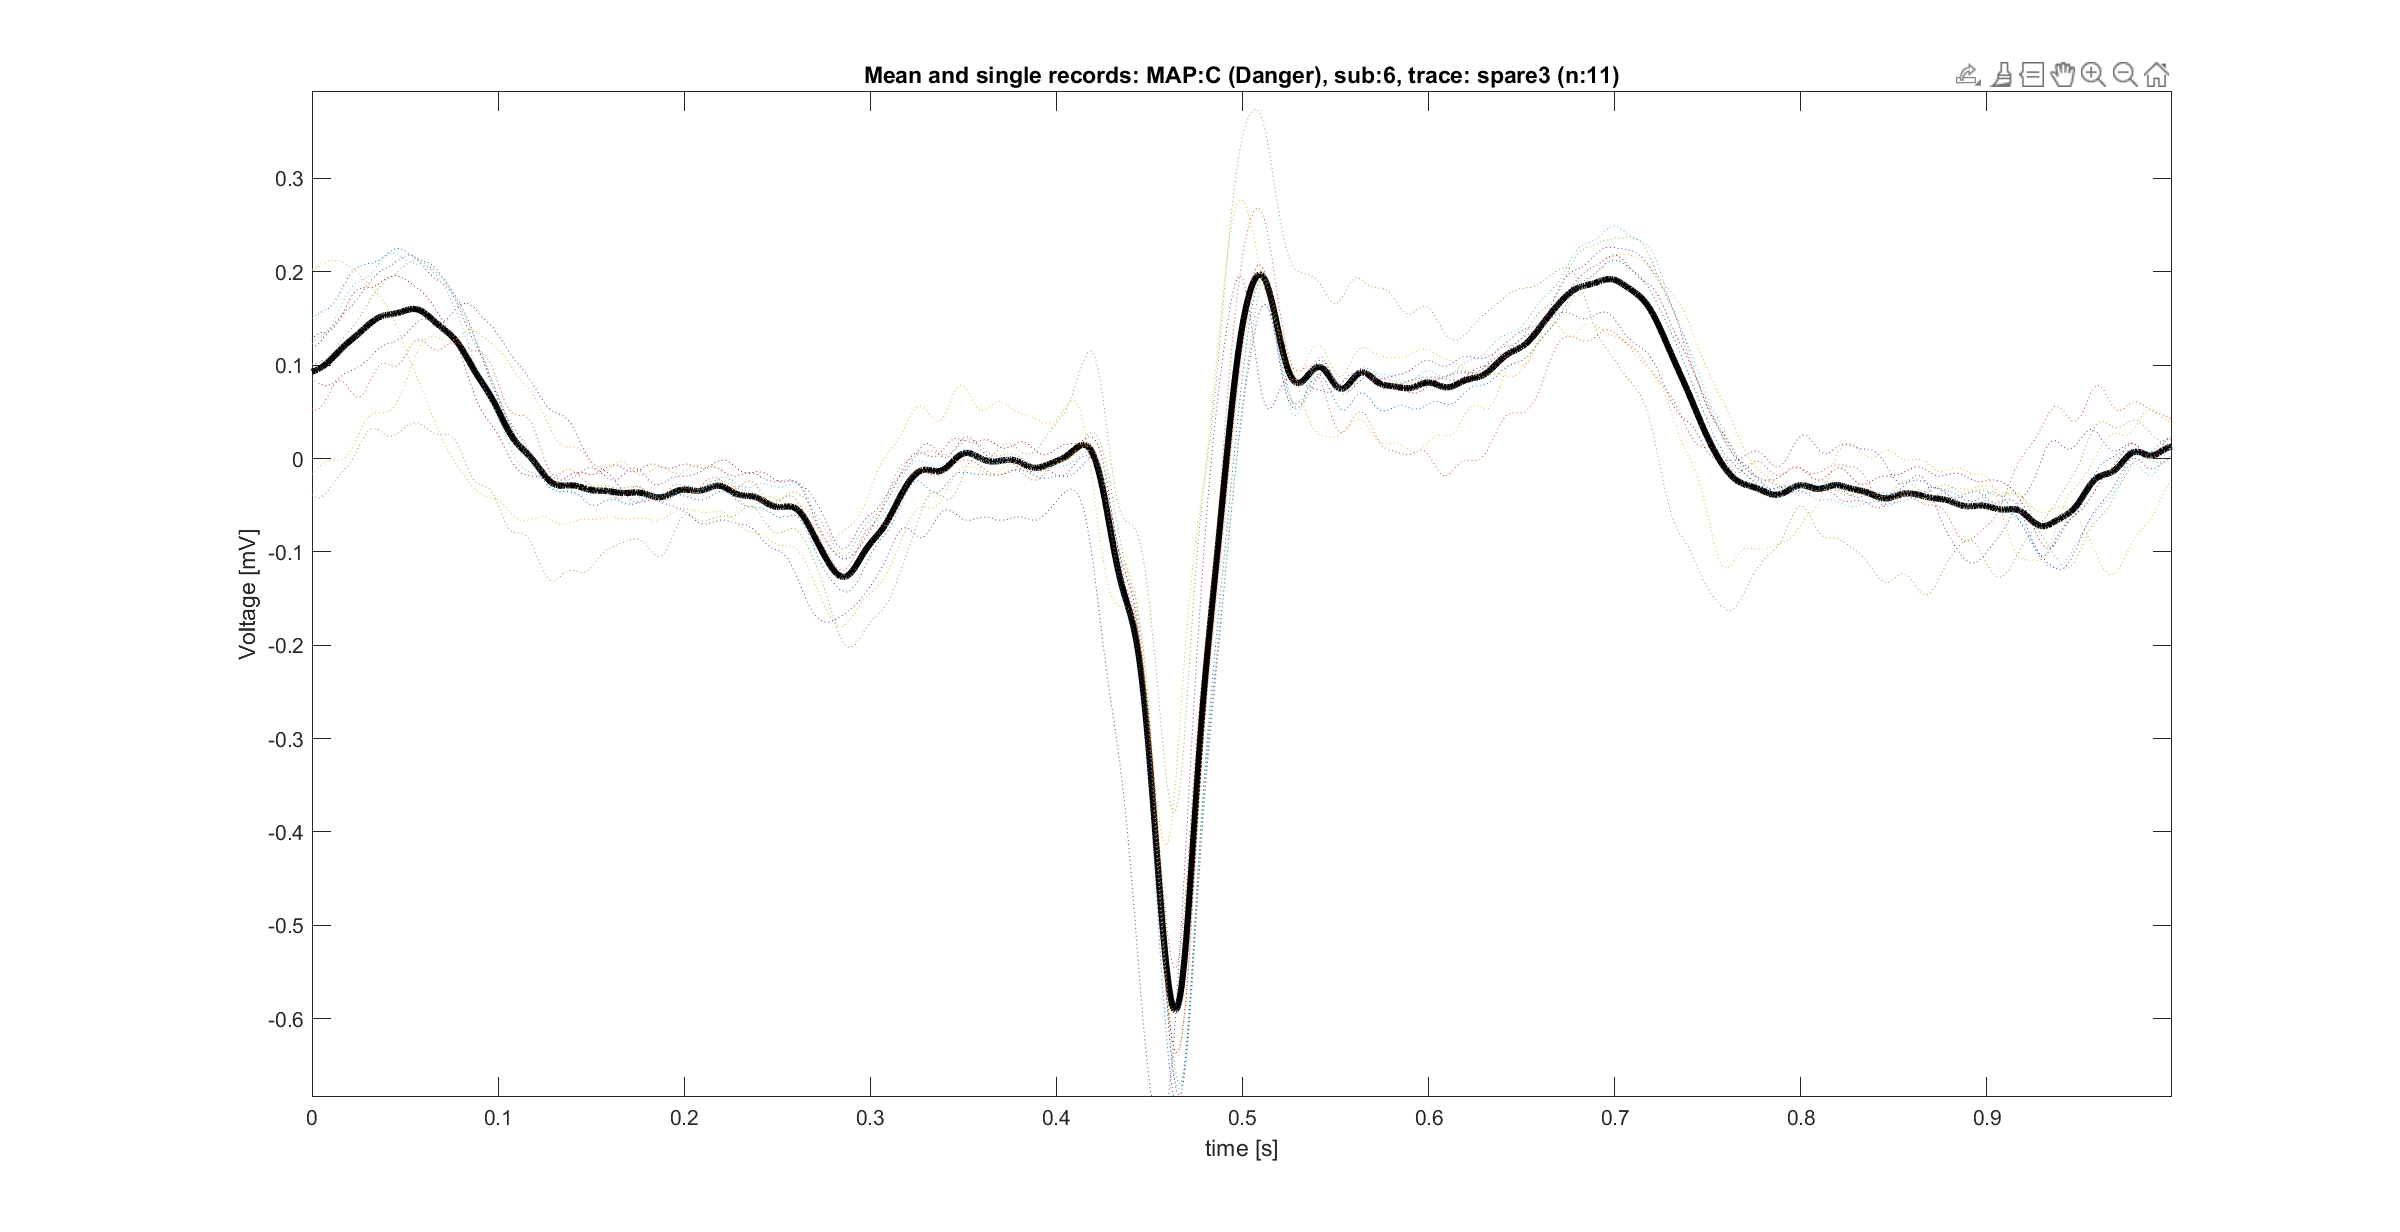 Mean and single records: MAP:C (Danger), sub:6, trace: spare3 (n:11)
0.3
0.2
0.1
0
-0.1
-0.2
-0.3
-0.4
-0.5
-0.6
Voltage [mV]
0 0.1 0.2 0.3 0.4 0.5 0.6 0.7 0.8 0.9
time [s]